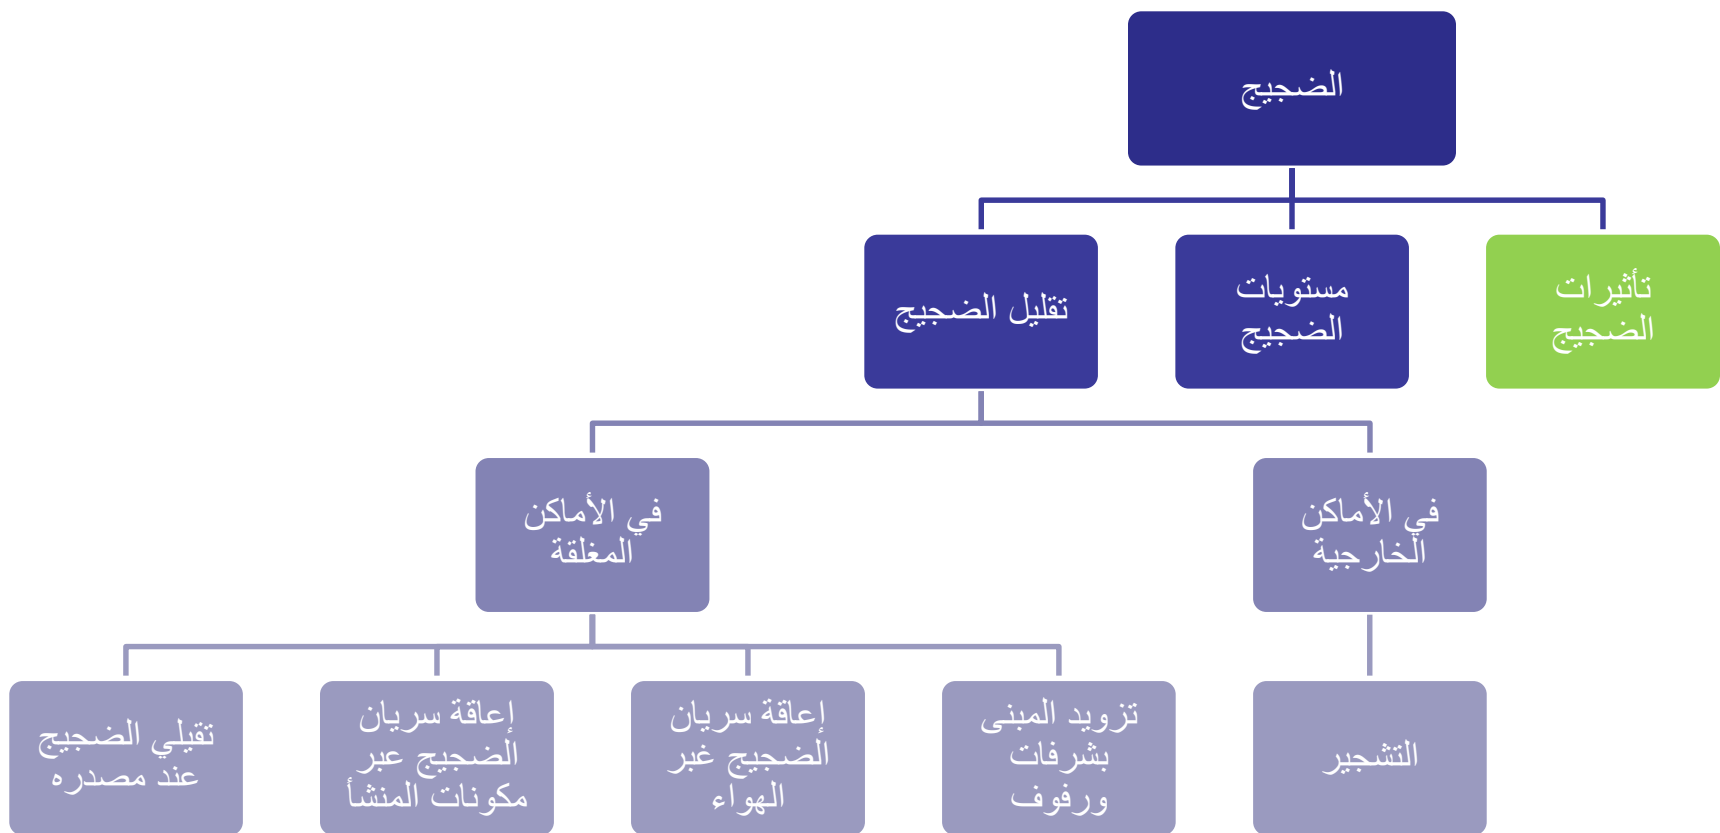 الضجيج
تأثيرات
الضجيج
مستويات
الضجيج
تقليل الضجيج
في الأماكن
الخارجية
في الأماكن
المغلقة
التشجير
تزويد المبنى
بشرفات
ورفوف
إعاقة سريان
الضجيج غبر
الهواء
إعاقة سريان
الضجيج عبر
مكونات المنشأ
تقيلي الضجيج
عند مصدره